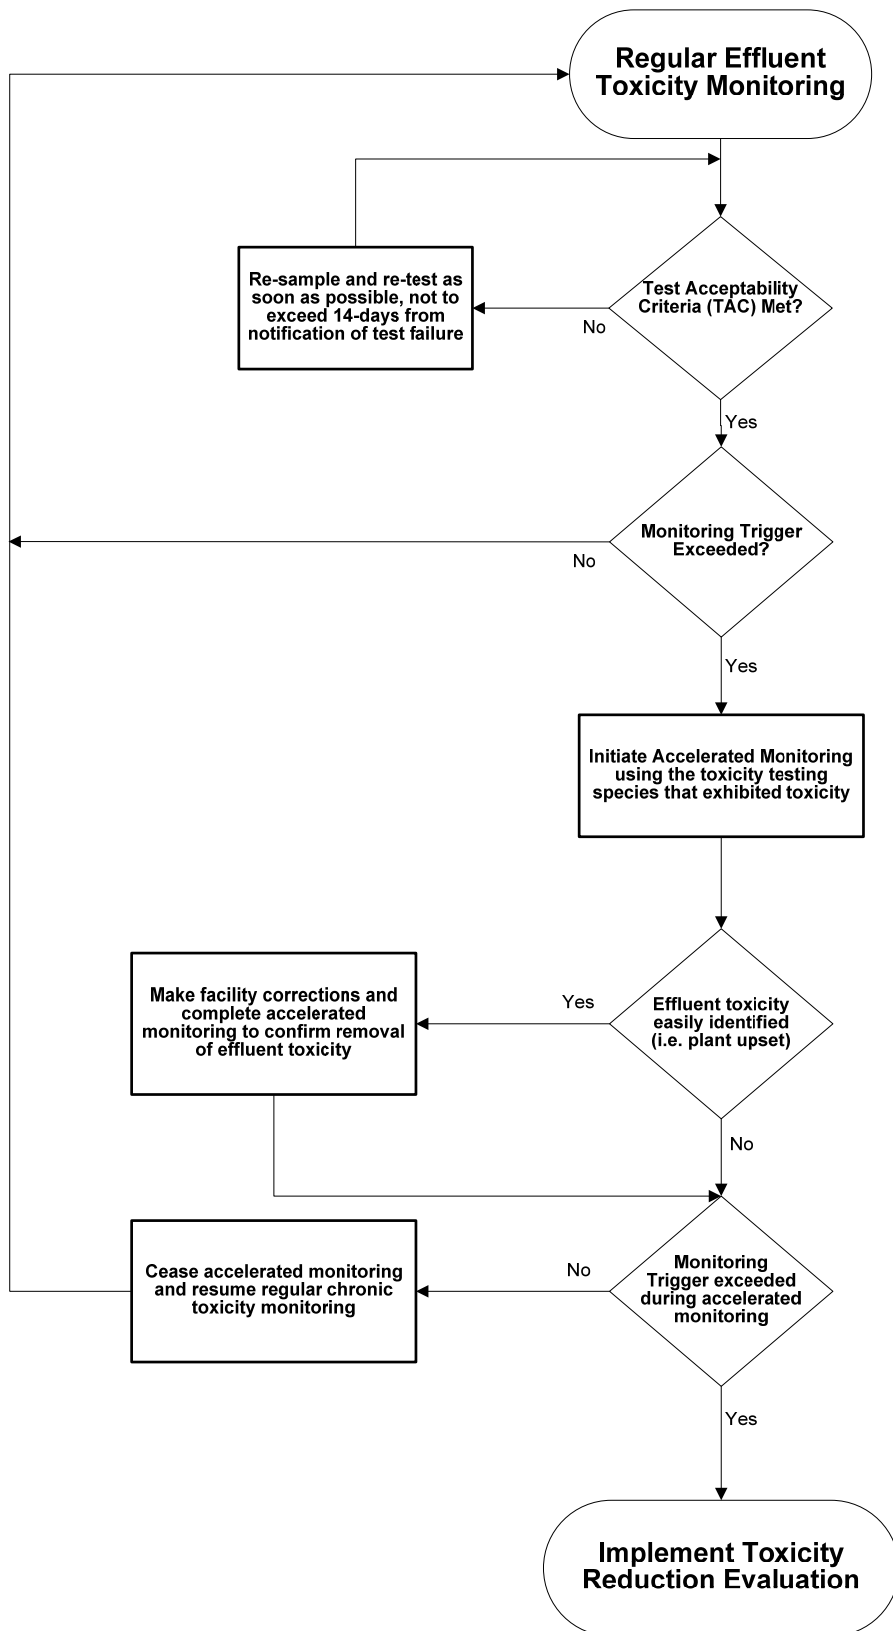 Regular Effluent
Toxicity Monitoring
Re-sample and re-test as
soon as possible, not to
exceed 14-days from
notification of test failure
Test Acceptability
Criteria (TAC) Met?
No
Yes
Monitoring Trigger
Exceeded?
No
Yes
Initiate Accelerated Monitoring
using the toxicity testing
species that exhibited toxicity
Make facility corrections and
complete accelerated
monitoring to confirm removal
of effluent toxicity
Yes
Effluent toxicity
easily identified
(i.e. plant upset)
No
Cease accelerated monitoring
and resume regular chronic
toxicity monitoring
No
Monitoring
Trigger exceeded
during accelerated
monitoring
Yes
Implement Toxicity
Reduction Evaluation